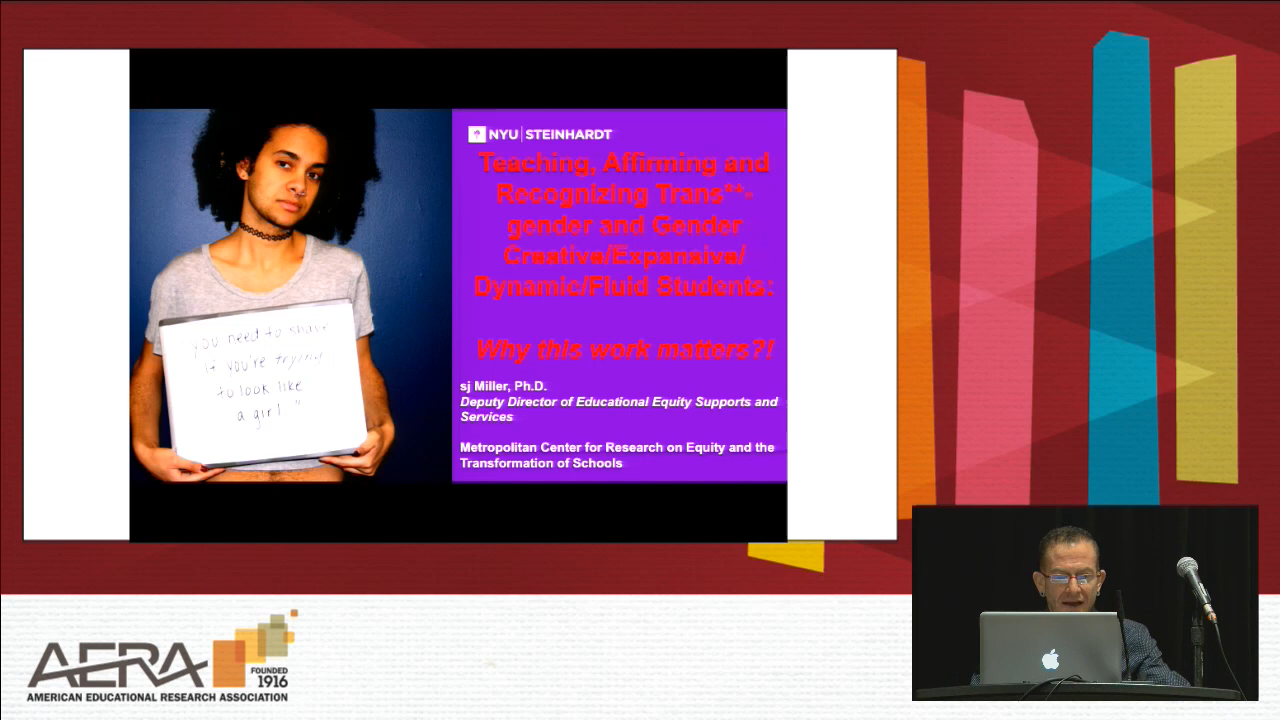 NYU | STEINHARDT
Teaching, Affirming and
Recognizing Trans**-
gender and Gender
Creative/Expansive/
Dynamic/Fluid Students:
Why this work matters?!
sj Miller, Ph.D.
Deputy Director of Educational Equity Supports and
Services
Metropolitan Center for Research on Equity and the
Transformation of Schools
you need to shave
if you're trying
to look like
a girl"
AERA
FOUNDED
1916
AMERICAN EDUCATIONAL RESEARCH ASSOCIATION